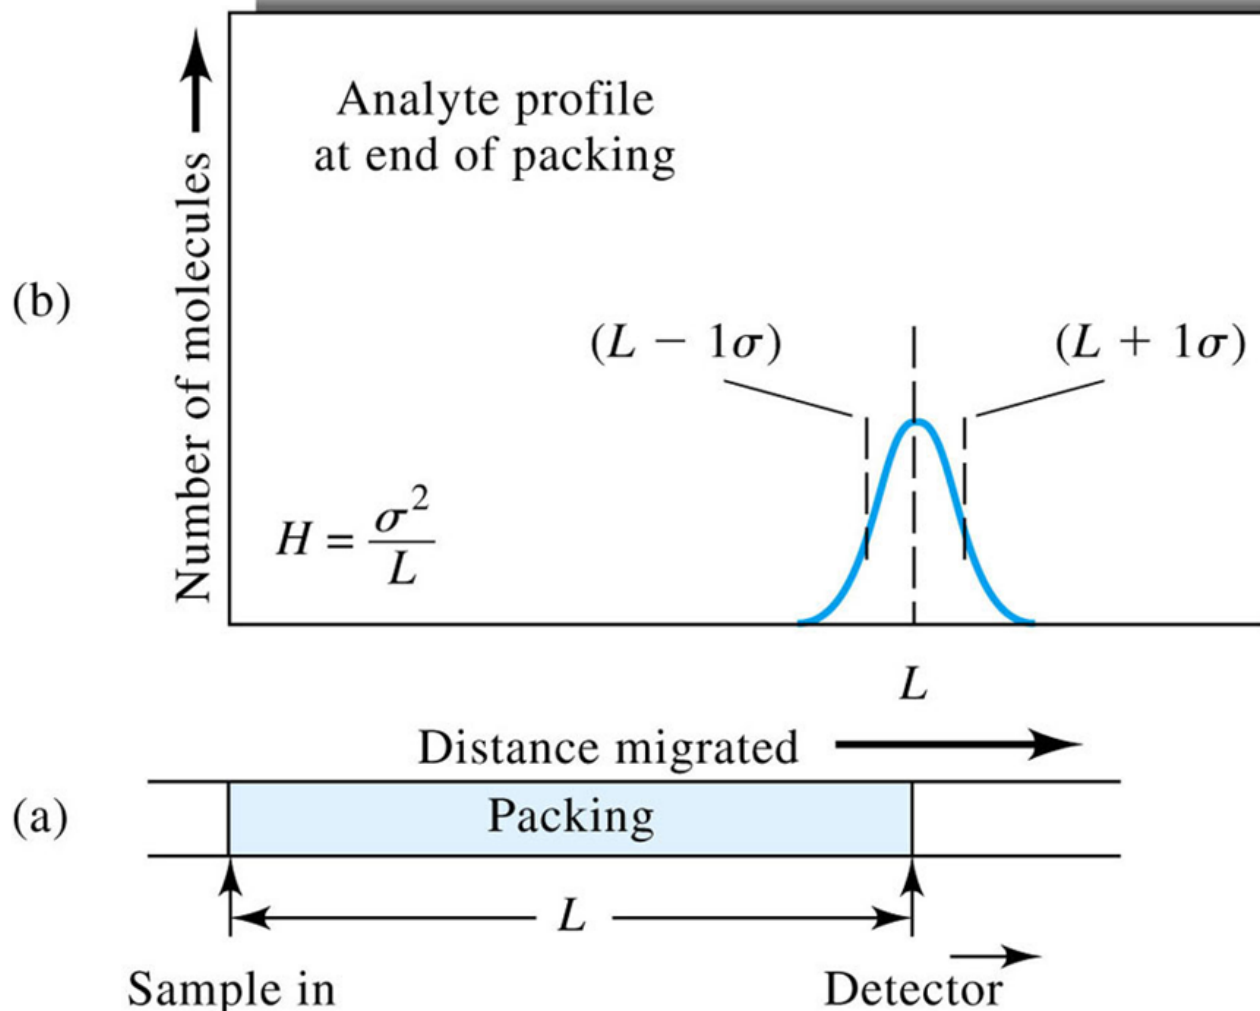 Analyte profile
at end of packing
Number of molecules
(b)
(L − 1σ)
(L + 1σ)
H = σ²/L
L
Distance migrated
(a)
Packing
L
Sample in
Detector